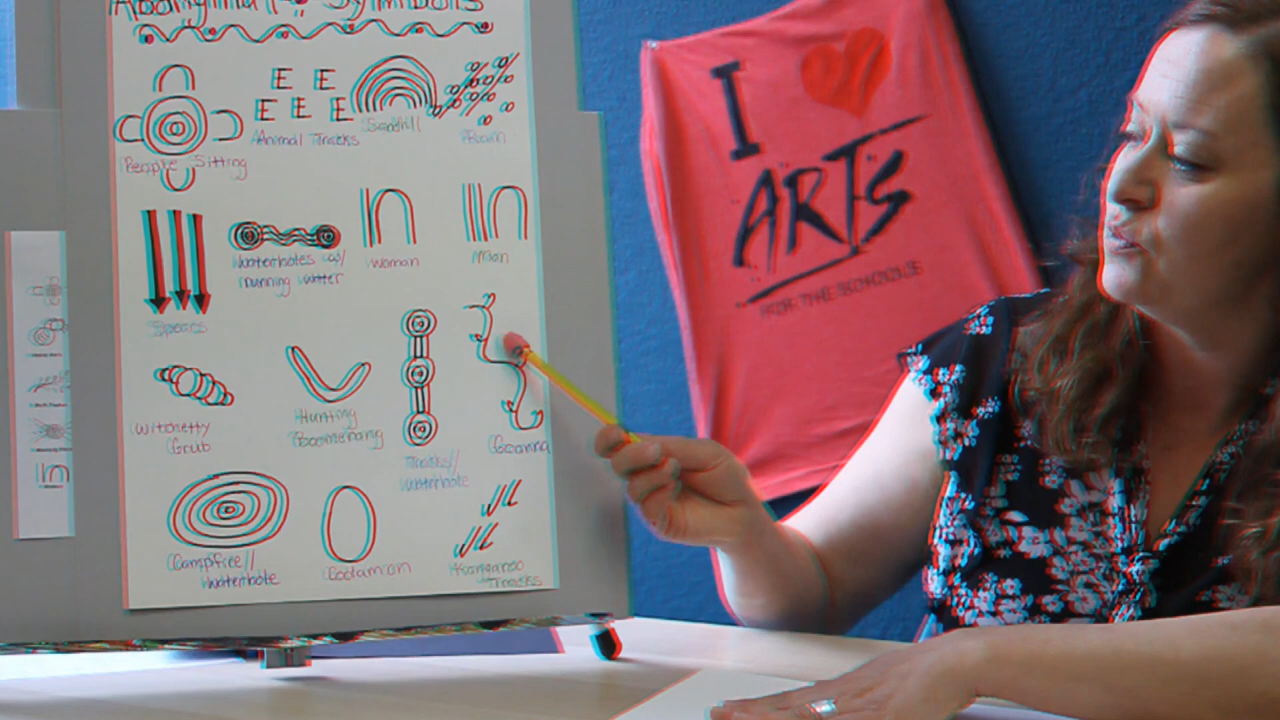 Aboriginal Symbols
E E
E E E
Animal Tracks
Sandhill
Rain
People Sitting
Waterholes w/
running water
Woman
Man
Spears
Witchetty
Grub
Hunting
Boomerang
Tracks/
Waterhole
Goanna
Campfire/
Waterhole
Coolamon
Kangaroo
Tracks
I
ARTS
FOR THE